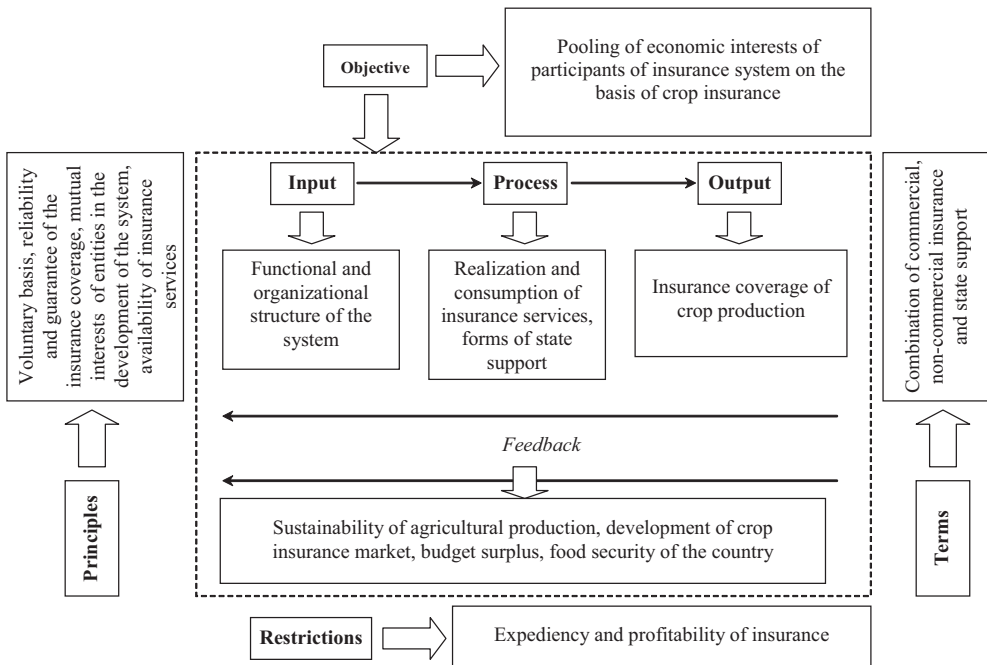 Objective
Pooling of economic interests of
participants of insurance system on the
basis of crop insurance
Voluntary basis, reliability
and guarantee of the
insurance coverage, mutual
interests of entities in the
development of the system,
availability of insurance
services
Principles
Input
Process
Output
Functional and
organizational
structure of the
system
Realization and
consumption of
insurance services,
forms of state
support
Insurance coverage of
crop production
Feedback
Sustainability of agricultural production, development of crop
insurance market, budget surplus, food security of the country
Combination of commercial,
non-commercial insurance
and state support
Terms
Restrictions
Expediency and profitability of insurance